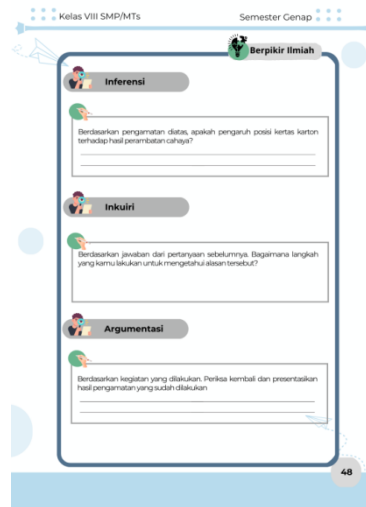 Kelas VIII SMP/MTs
Semester Genap
Berpikir Ilmiah
Inferensi
Berdasarkan pengamatan diatas, apakah pengaruh posisi kertas karton
terhadap hasil perambatan cahaya?
Inkuiri
Berdasarkan jawaban dari pertanyaan sebelumnya. Bagaimana langkah
yang kamu lakukan untuk mengetahui alasan tersebut?
Argumentasi
Berdasarkan kegiatan yang dilakukan. Periksa kembali dan presentasikan
hasil pengamatan yang sudah dilakukan
48